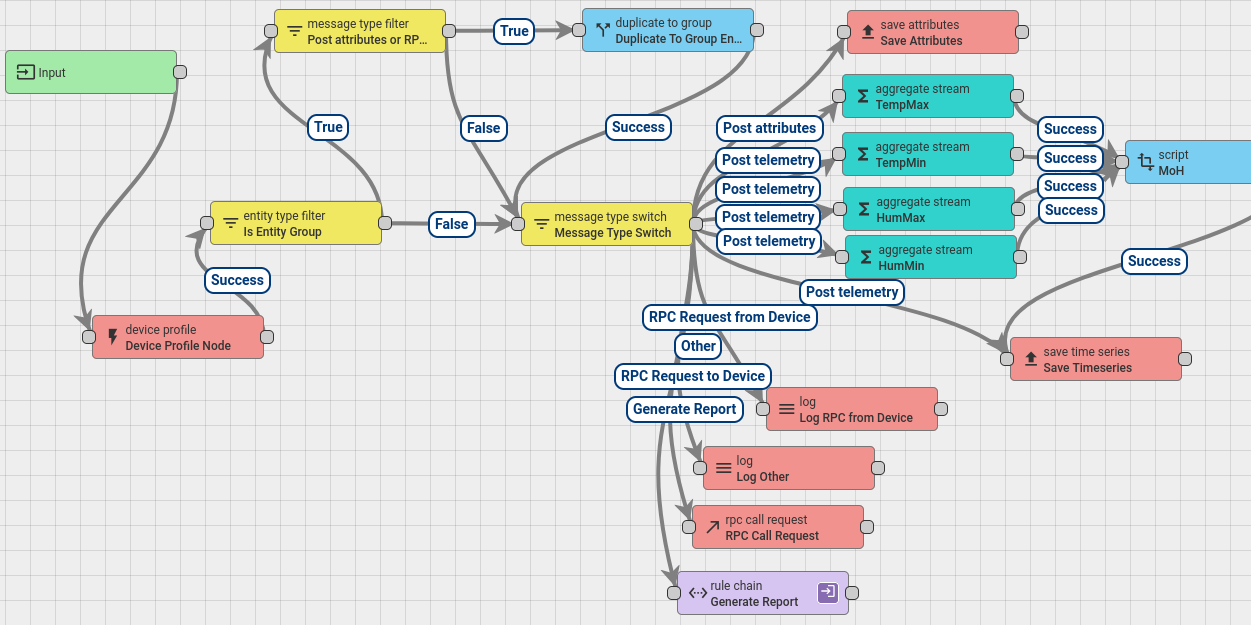 Input
message type filter
Post attributes or RP...
True
duplicate to group
Duplicate To Group En...
save attributes
Save Attributes
aggregate stream
TempMax
True
False
Success
Post attributes
Success
aggregate stream
TempMin
Post telemetry
Success
script
MoH
Post telemetry
Success
aggregate stream
HumMax
entity type filter
Is Entity Group
False
message type switch
Message Type Switch
Post telemetry
Success
Post telemetry
aggregate stream
HumMin
Success
Success
Post telemetry
device profile
Device Profile Node
RPC Request from Device
Other
save time series
Save Timeseries
RPC Request to Device
Generate Report
log
Log RPC from Device
log
Log Other
rpc call request
RPC Call Request
rule chain
Generate Report